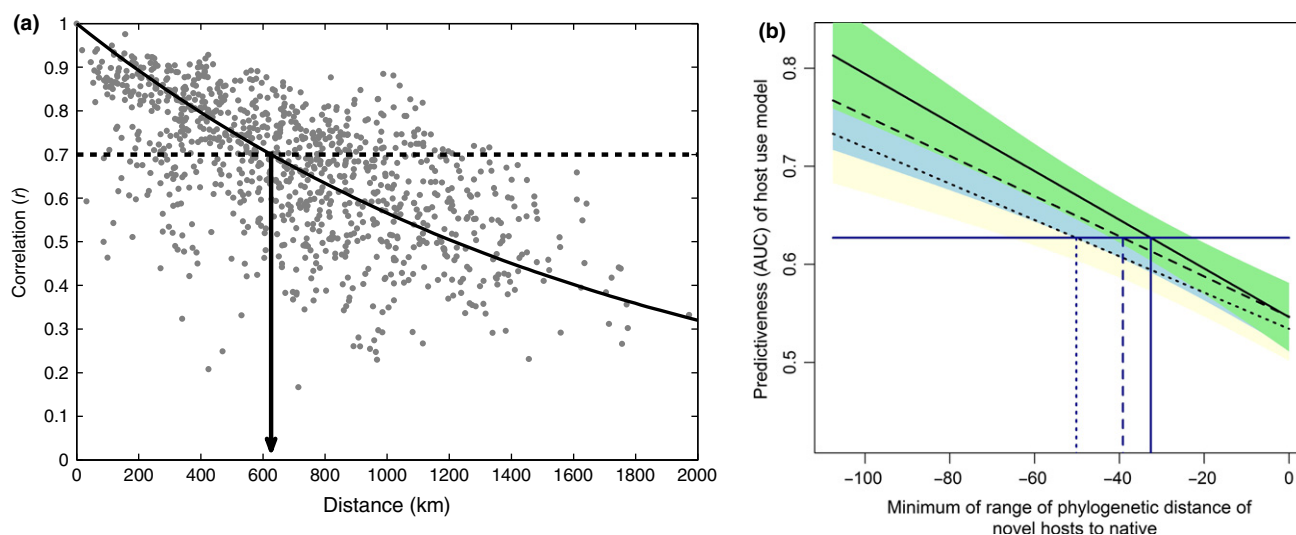 (a)
1
0.9
0.8
0.7
0.6
0.5
0.4
0.3
0.2
0.1
0
Correlation (r)
0 200 400 600 800 1000 1200 1400 1600 1800 2000
Distance (km)
(b)
0.8
0.7
0.6
0.5
Predictiveness (AUC) of host use model
−100 −80 −60 −40 −20 0
Minimum of range of phylogenetic distance of
novel hosts to native